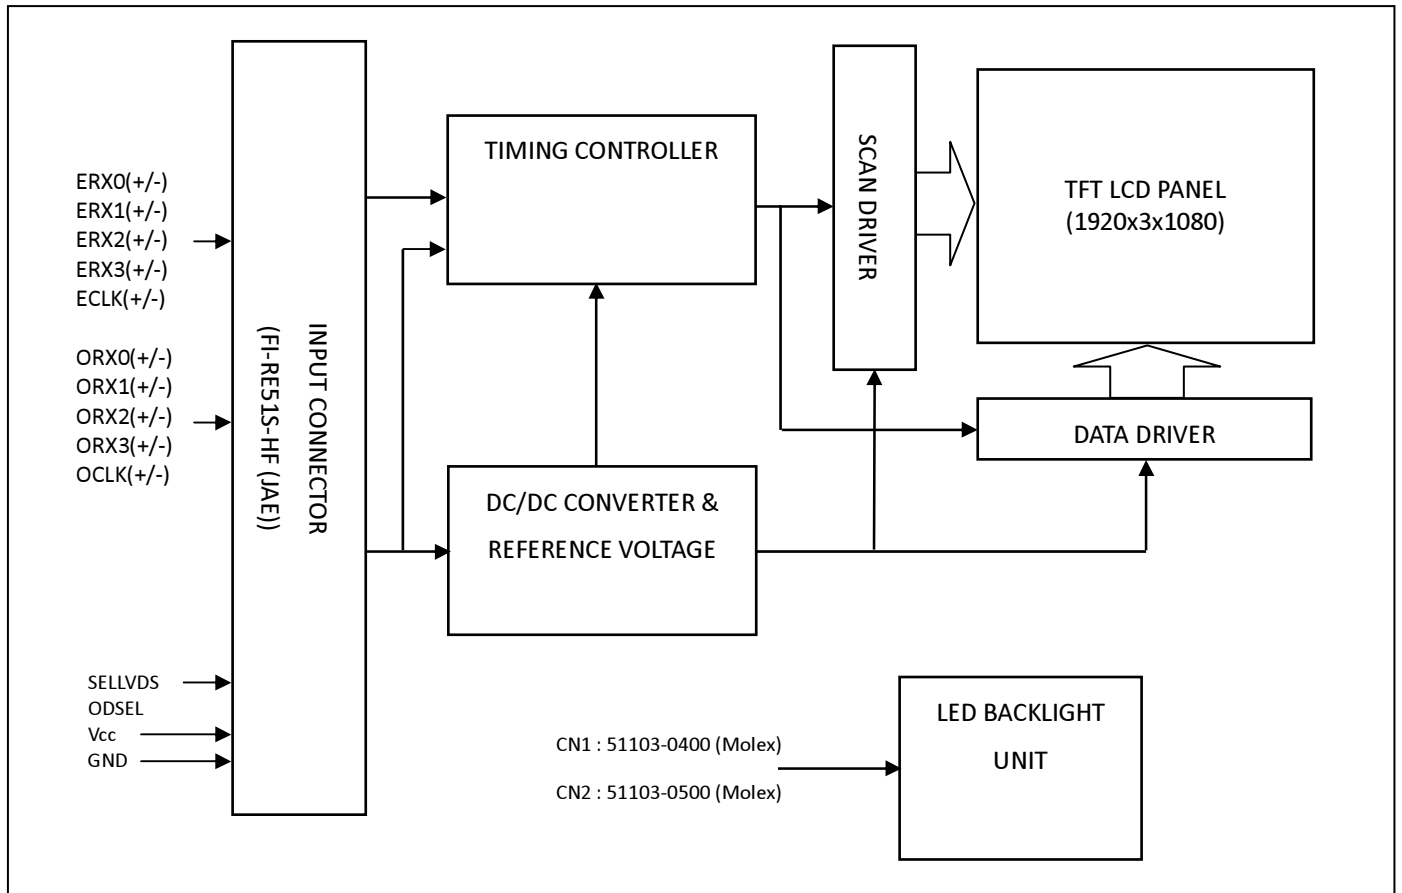 ERX0(+/-)
ERX1(+/-)
ERX2(+/-)
ERX3(+/-)
ECLK(+/-)
ORX0(+/-)
ORX1(+/-)
ORX2(+/-)
ORX3(+/-)
OCLK(+/-)
SELLVDS
ODSEL
Vcc
GND
INPUT CONNECTOR
(FI-RE51S-HF (JAE))
TIMING CONTROLLER
DC/DC CONVERTER &
REFERENCE VOLTAGE
SCAN DRIVER
TFT LCD PANEL
(1920x3x1080)
DATA DRIVER
CN1 : 51103-0400 (Molex)
CN2 : 51103-0500 (Molex)
LED BACKLIGHT
UNIT